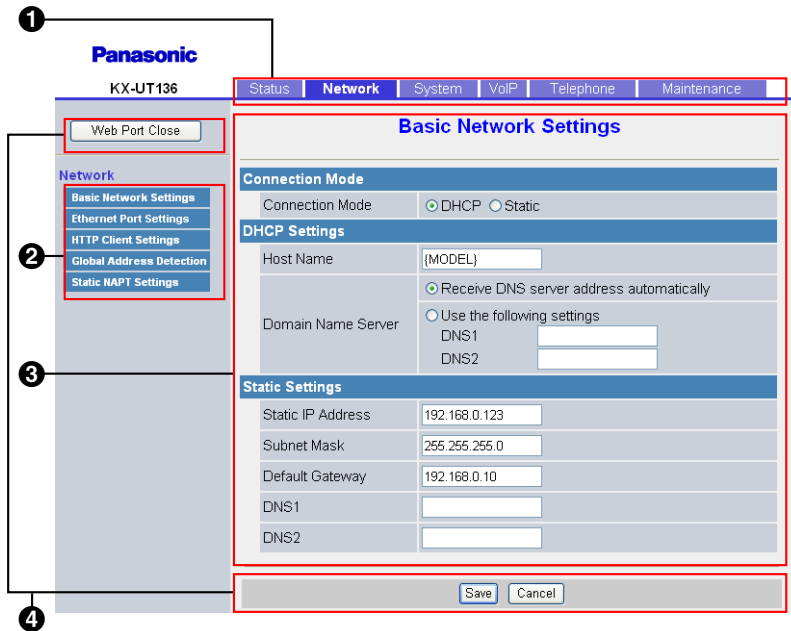 1
Panasonic
KX-UT136
Status Network System VoIP Telephone Maintenance
Web Port Close
Network
Basic Network Settings
Ethernet Port Settings
HTTP Client Settings
Global Address Detection
Static NAPT Settings
2
Basic Network Settings
Connection Mode
Connection Mode DHCP Static
DHCP Settings
Host Name {MODEL}
Domain Name Server
Receive DNS server address automatically
Use the following settings
DNS1
DNS2
3
Static Settings
Static IP Address 192.168.0.123
Subnet Mask 255.255.255.0
Default Gateway 192.168.0.10
DNS1
DNS2
Save Cancel
4